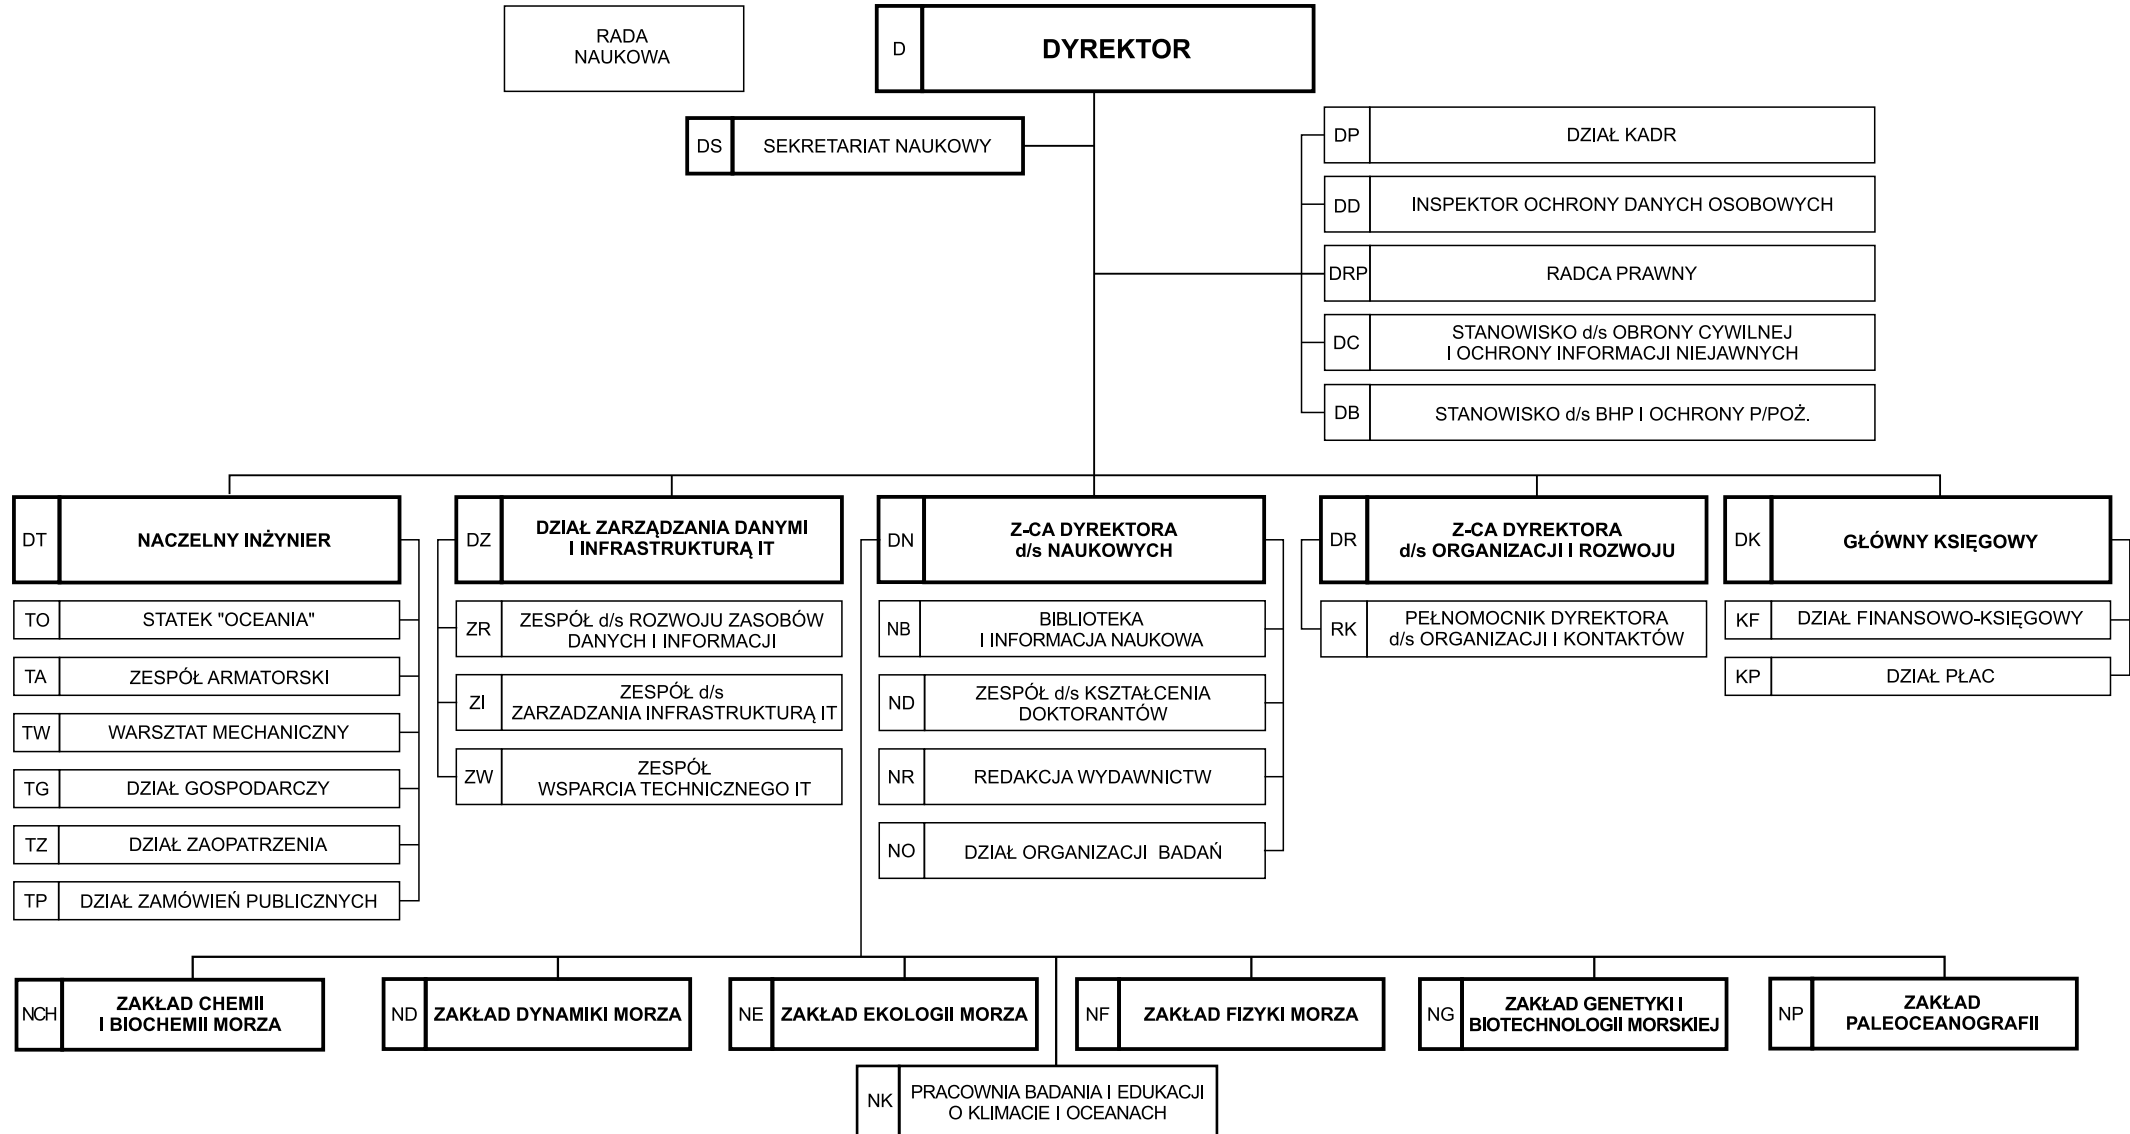 RADA
NAUKOWA
D
DYREKTOR
DS
SEKRETARIAT NAUKOWY
DP
DZIAŁ KADR
DD
INSPEKTOR OCHRONY DANYCH OSOBOWYCH
DRP
RADCA PRAWNY
DC
STANOWISKO d/s OBRONY CYWILNEJ
I OCHRONY INFORMACJI NIEJAWNYCH
DB
STANOWISKO d/s BHP I OCHRONY P/POŻ.
DT
NACZELNY INŻYNIER
TO
STATEK "OCEANIA"
TA
ZESPÓŁ ARMATORSKI
TW
WARSZTAT MECHANICZNY
TG
DZIAŁ GOSPODARCZY
TZ
DZIAŁ ZAOPATRZENIA
TP
DZIAŁ ZAMÓWIEŃ PUBLICZNYCH
DZ
DZIAŁ ZARZĄDZANIA DANYMI
I INFRASTRUKTURĄ IT
ZR
ZESPÓŁ d/s ROZWOJU ZASOBÓW
DANYCH I INFORMACJI
ZI
ZESPÓŁ d/s
ZARZADZANIA INFRASTRUKTURĄ IT
ZW
ZESPÓŁ
WSPARCIA TECHNICZNEGO IT
DN
Z-CA DYREKTORA
d/s NAUKOWYCH
NB
BIBLIOTEKA
I INFORMACJA NAUKOWA
ND
ZESPÓŁ d/s KSZTAŁCENIA
DOKTORANTÓW
NR
REDAKCJA WYDAWNICTW
NO
DZIAŁ ORGANIZACJI BADAŃ
DR
Z-CA DYREKTORA
d/s ORGANIZACJI I ROZWOJU
RK
PEŁNOMOCNIK DYREKTORA
d/s ORGANIZACJI I KONTAKTÓW
DK
GŁÓWNY KSIĘGOWY
KF
DZIAŁ FINANSOWO-KSIĘGOWY
KP
DZIAŁ PŁAC
NCH
ZAKŁAD CHEMII
I BIOCHEMII MORZA
ND
ZAKŁAD DYNAMIKI MORZA
NE
ZAKŁAD EKOLOGII MORZA
NF
ZAKŁAD FIZYKI MORZA
NG
ZAKŁAD GENETYKI I
BIOTECHNOLOGII MORSKIEJ
NP
ZAKŁAD
PALEOCEANOGRAFII
NK
PRACOWNIA BADANIA I EDUKACJI
O KLIMACIE I OCEANACH